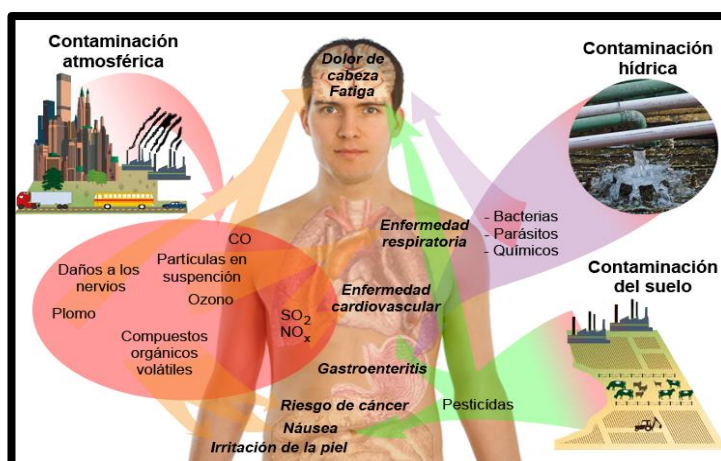 Contaminación
atmosférica
Dolor de
cabeza
Fatiga
Contaminación
hídrica
- Bacterias
- Parásitos
- Químicos
Enfermedad
respiratoria
CO
Partículas en
suspención
Daños a los
nervios
Ozono
Plomo
SO₂
NOₓ
Compuestos
orgánicos
volátiles
Enfermedad
cardiovascular
Contaminación
del suelo
Gastroenteritis
Riesgo de cáncer
Pesticídas
Náusea
Irritación de la piel